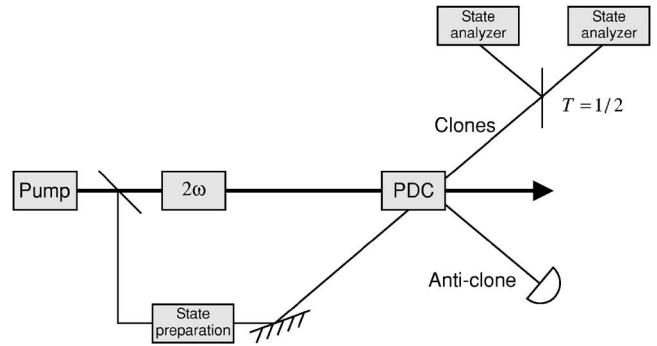 State
analyzer
State
analyzer
T = 1/2
Clones
Pump
2ω
PDC
Anti-clone
State
preparation